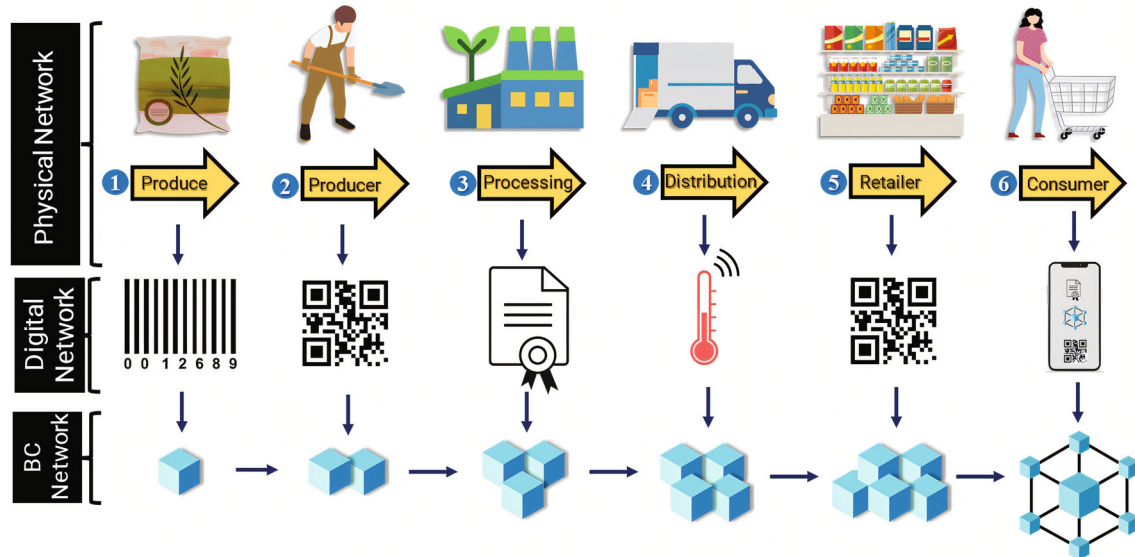 Physical Network
1 Produce
2 Producer
3 Processing
4 Distribution
5 Retailer
6 Consumer
Digital
Network
0 0 1 2 6 8 9
BC
Network